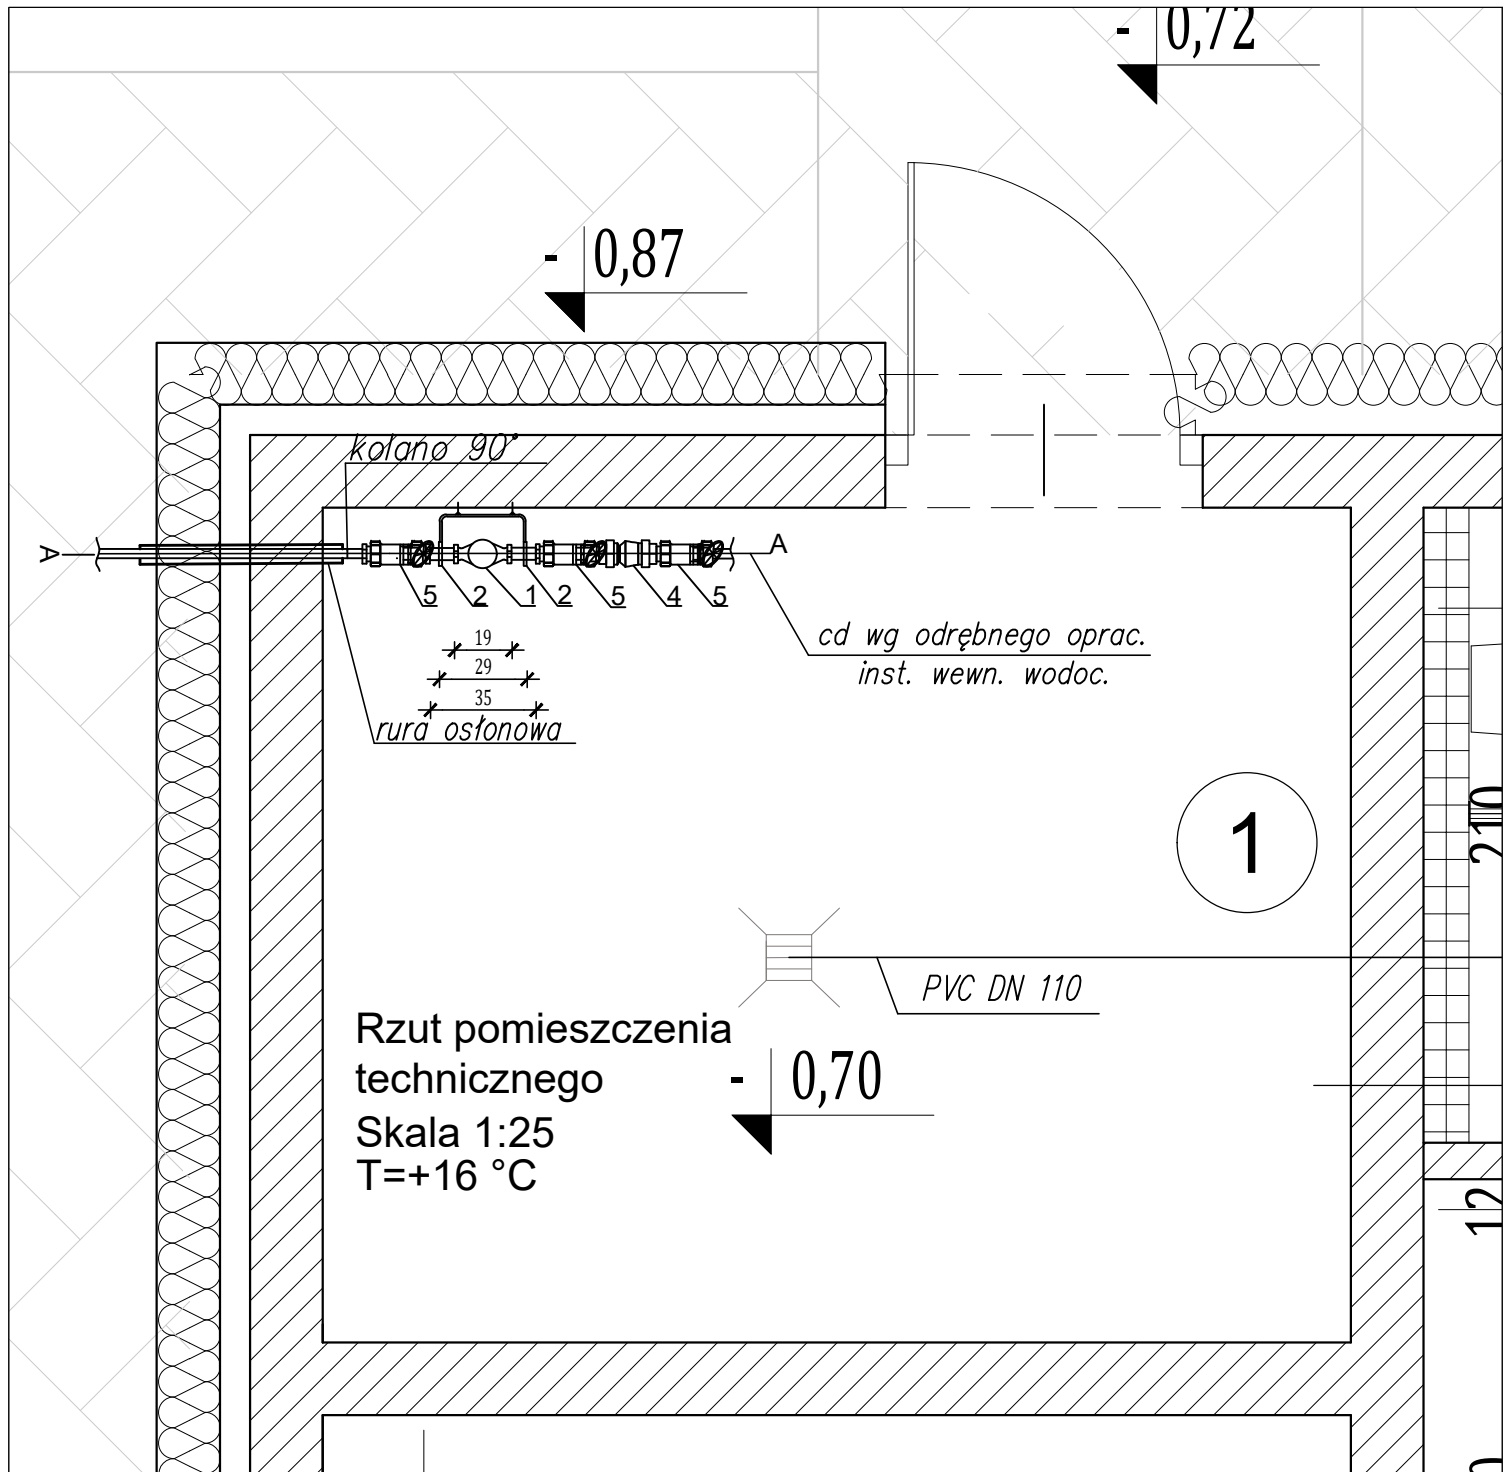 - 0,72
- 0,87
kolano 90°
A
A
5 2 1 2 5 4 5
19
29
35
rura osłonowa
cd wg odrębnego oprac.
inst. wewn. wodoc.
1
210
PVC DN 110
Rzut pomieszczenia
technicznego
Skala 1:25
T=+16 °C
- 0,70
12